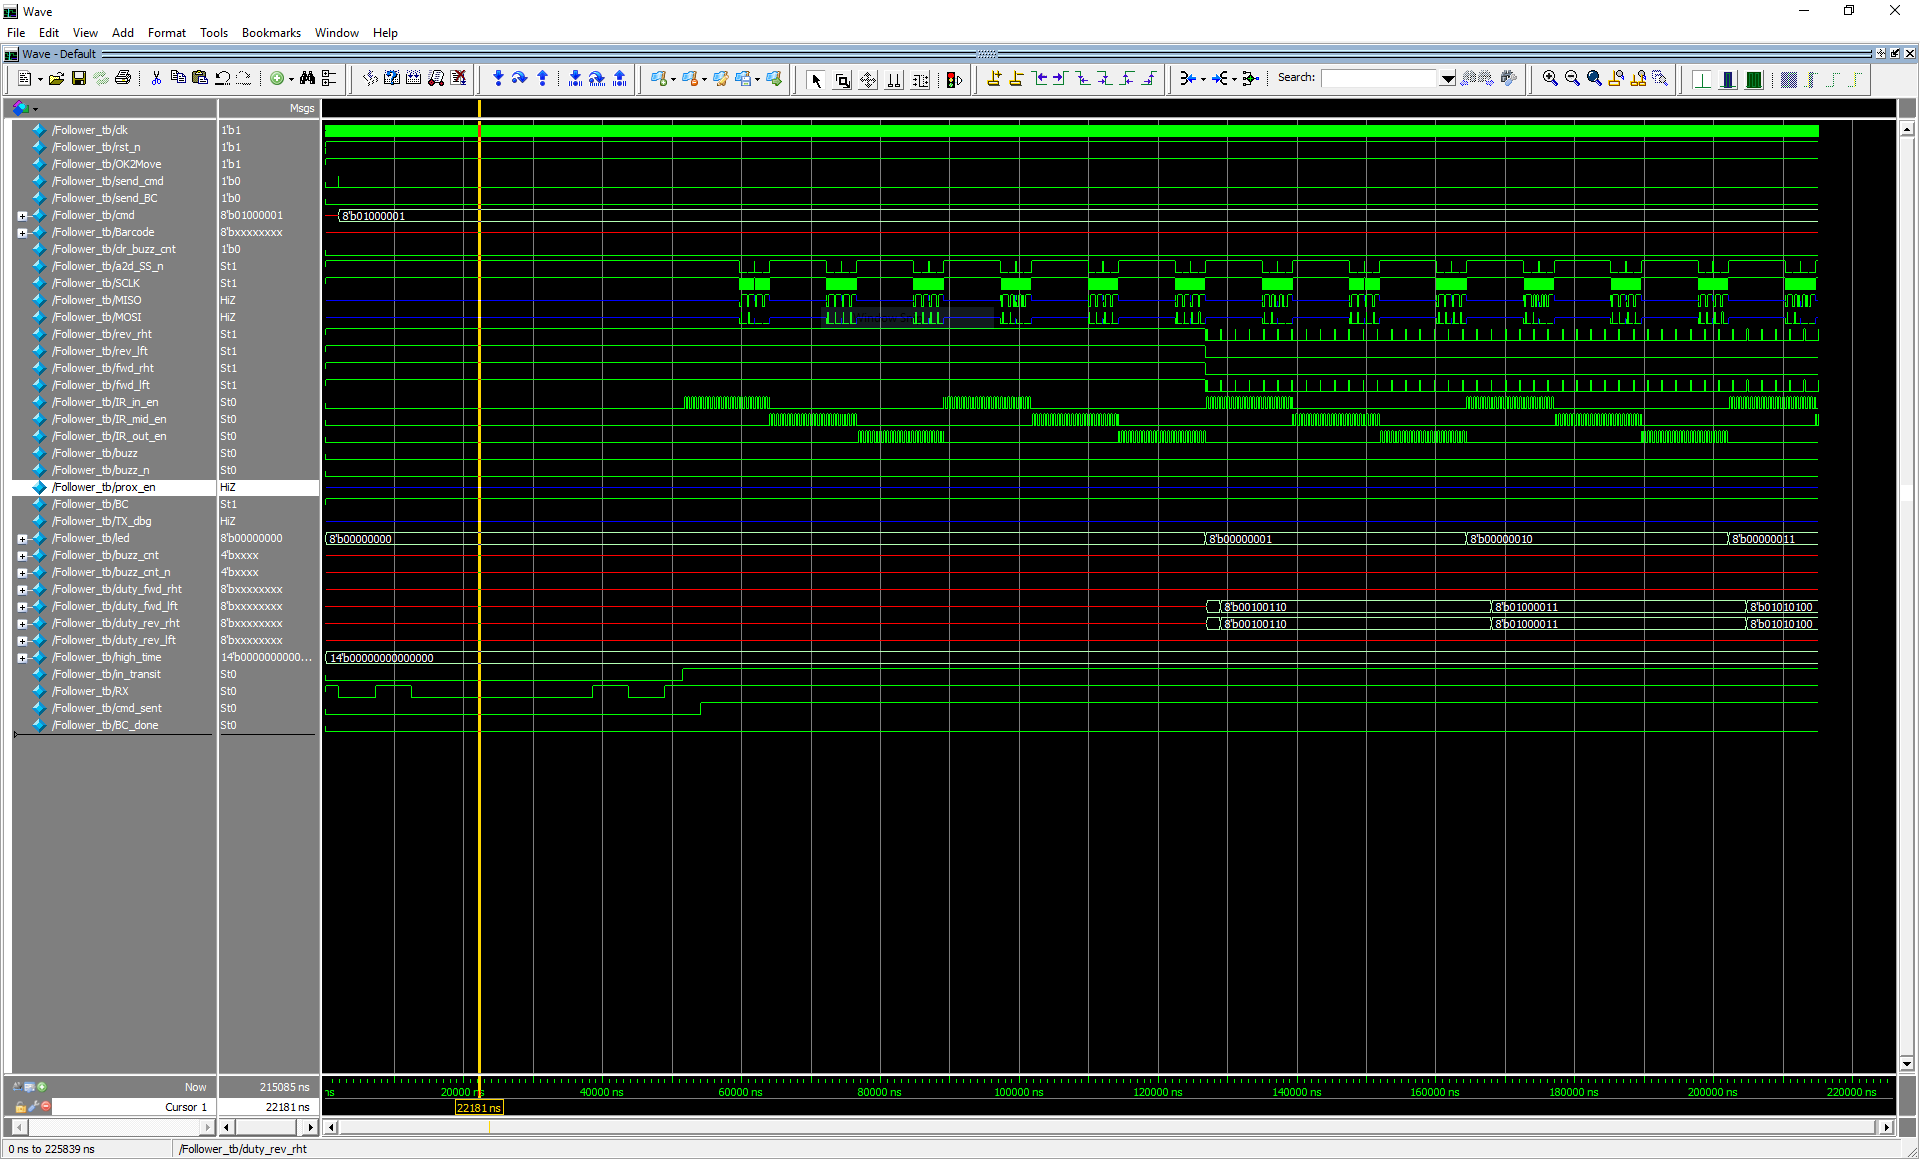 Wave
File Edit View Add Format Tools Bookmarks Window Help
Wave - Default
Search:
Msgs
/Follower_tb/clk 1'b1
/Follower_tb/rst_n 1'b1
/Follower_tb/OK2Move 1'b1
/Follower_tb/send_cmd 1'b0
/Follower_tb/send_BC 1'b0
/Follower_tb/cmd 8'b01000001 8'b01000001
/Follower_tb/Barcode 8'bxxxxxxxx
/Follower_tb/clr_buzz_cnt 1'b0
/Follower_tb/a2d_SS_n St1
/Follower_tb/SCLK St1
/Follower_tb/MISO HiZ
/Follower_tb/MOSI HiZ
/Follower_tb/rev_rht St1
/Follower_tb/rev_lft St1
/Follower_tb/fwd_rht St1
/Follower_tb/fwd_lft St1
/Follower_tb/IR_in_en St0
/Follower_tb/IR_mid_en St0
/Follower_tb/IR_out_en St0
/Follower_tb/buzz St0
/Follower_tb/buzz_n St0
/Follower_tb/prox_en HiZ
/Follower_tb/BC St1
/Follower_tb/TX_dbg HiZ
/Follower_tb/led 8'b00000000 8'b00000000 8'b00000001 8'b00000010 8'b00000011
/Follower_tb/buzz_cnt 4'bxxxx
/Follower_tb/buzz_cnt_n 4'bxxxx
/Follower_tb/duty_fwd_rht 8'bxxxxxxxx
/Follower_tb/duty_fwd_lft 8'bxxxxxxxx 8'b00100110 8'b01000011 8'b01010100
/Follower_tb/duty_rev_rht 8'bxxxxxxxx 8'b00100110 8'b01000011 8'b01010100
/Follower_tb/duty_rev_lft 8'bxxxxxxxx
/Follower_tb/high_time 14'b0000000000... 14'b00000000000000
/Follower_tb/in_transit St0
/Follower_tb/RX St0
/Follower_tb/cmd_sent St0
/Follower_tb/BC_done St0
Now 215085 ns
ns 20000 ns 40000 ns 60000 ns 80000 ns 100000 ns 120000 ns 140000 ns 160000 ns 180000 ns 200000 ns 220000 ns
Cursor 1 22181 ns 22181 ns
0 ns to 225839 ns /Follower_tb/duty_rev_rht